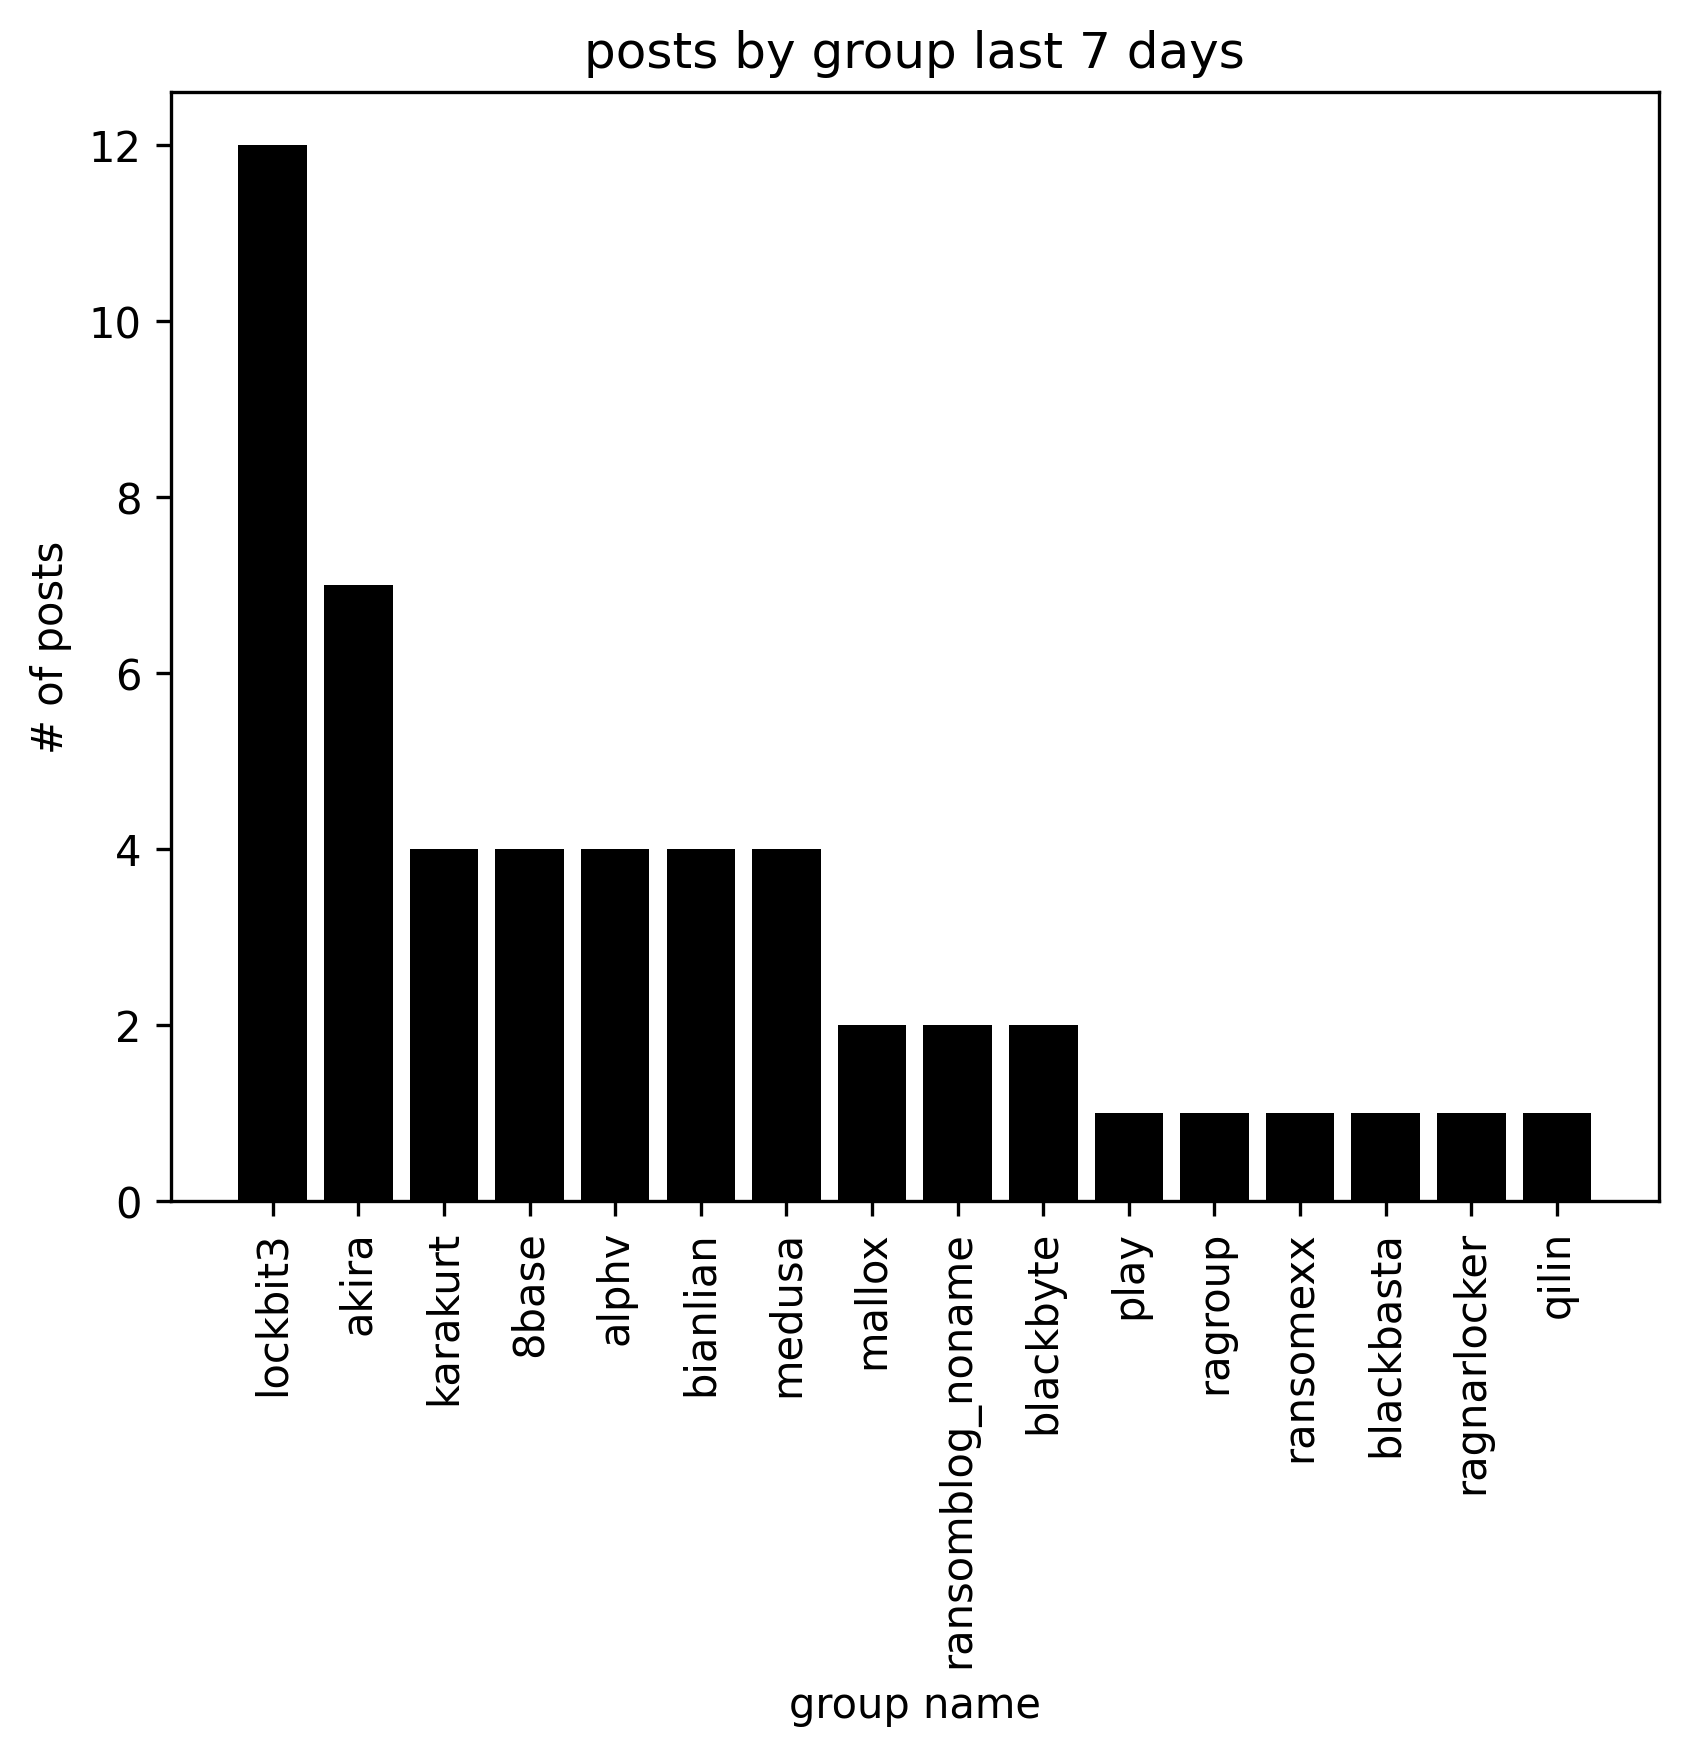 posts by group last 7 days
12
10
8
6
4
2
0
# of posts
lockbit3
akira
karakurt
8base
alphv
bianlian
medusa
mallox
ransomblog_noname
blackbyte
play
ragroup
ransomexx
blackbasta
ragnarlocker
qilin
group name